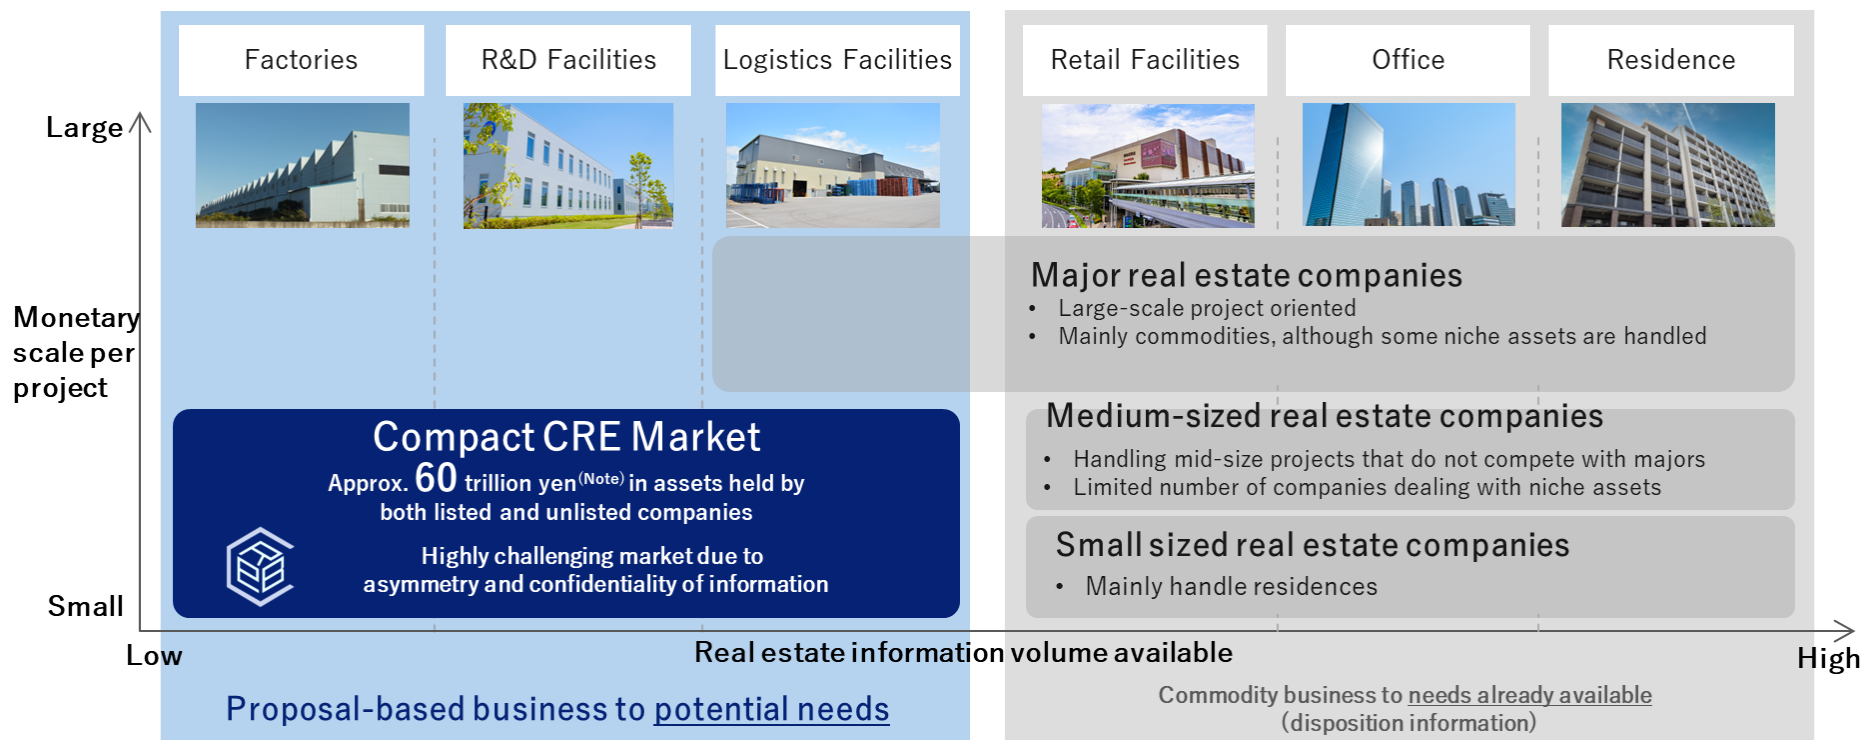 Factories
R&D Facilities
Logistics Facilities
Retail Facilities
Office
Residence
Large
Monetary
scale per
project
Small
Major real estate companies
• Large-scale project oriented
• Mainly commodities, although some niche assets are handled
Compact CRE Market
Approx. 60 trillion yen(Note) in assets held by
both listed and unlisted companies
Highly challenging market due to
asymmetry and confidentiality of information
Medium-sized real estate companies
• Handling mid-size projects that do not compete with majors
• Limited number of companies dealing with niche assets
Small sized real estate companies
• Mainly handle residences
Low
Real estate information volume available
High
Proposal-based business to potential needs
Commodity business to needs already available
(disposition information)